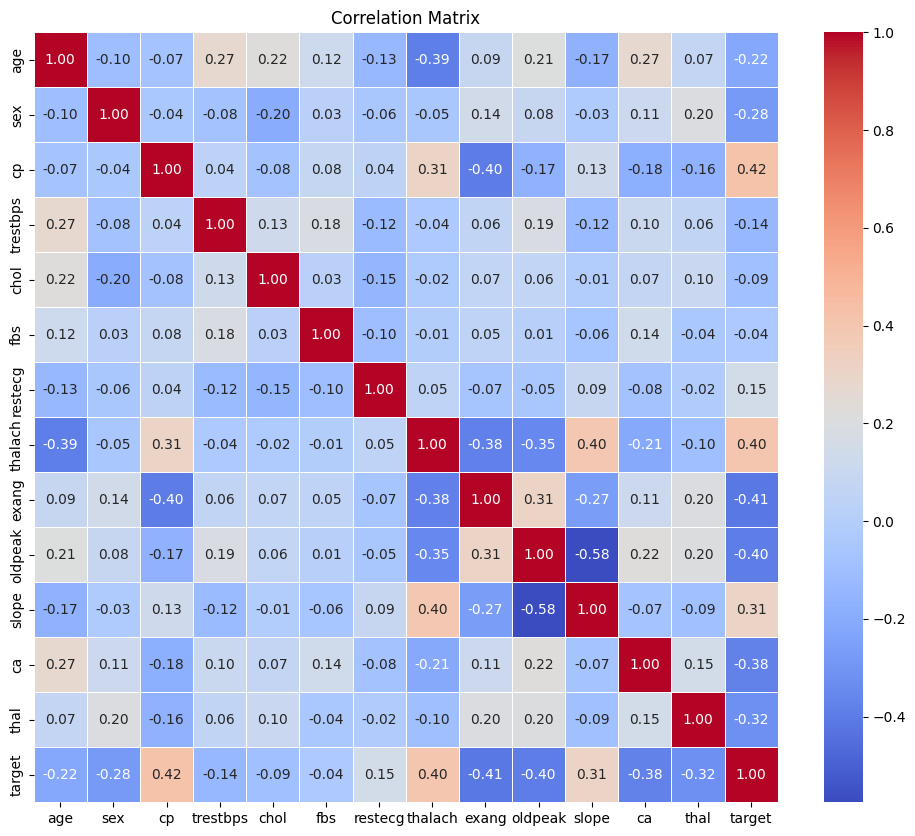 Correlation Matrix
age 1.00 -0.10 -0.07 0.27 0.22 0.12 -0.13 -0.39 0.09 0.21 -0.17 0.27 0.07 -0.22
sex -0.10 1.00 -0.04 -0.08 -0.20 0.03 -0.06 -0.05 0.14 0.08 -0.03 0.11 0.20 -0.28
cp -0.07 -0.04 1.00 0.04 -0.08 0.08 0.04 0.31 -0.40 -0.17 0.13 -0.18 -0.16 0.42
trestbps 0.27 -0.08 0.04 1.00 0.13 0.18 -0.12 -0.04 0.06 0.19 -0.12 0.10 0.06 -0.14
chol 0.22 -0.20 -0.08 0.13 1.00 0.03 -0.15 -0.02 0.07 0.06 -0.01 0.07 0.10 -0.09
fbs 0.12 0.03 0.08 0.18 0.03 1.00 -0.10 -0.01 0.05 0.01 -0.06 0.14 -0.04 -0.04
restecg -0.13 -0.06 0.04 -0.12 -0.15 -0.10 1.00 0.05 -0.07 -0.05 0.09 -0.08 -0.02 0.15
thalach -0.39 -0.05 0.31 -0.04 -0.02 -0.01 0.05 1.00 -0.38 -0.35 0.40 -0.21 -0.10 0.40
exang 0.09 0.14 -0.40 0.06 0.07 0.05 -0.07 -0.38 1.00 0.31 -0.27 0.11 0.20 -0.41
oldpeak 0.21 0.08 -0.17 0.19 0.06 0.01 -0.05 -0.35 0.31 1.00 -0.58 0.22 0.20 -0.40
slope -0.17 -0.03 0.13 -0.12 -0.01 -0.06 0.09 0.40 -0.27 -0.58 1.00 -0.07 -0.09 0.31
ca 0.27 0.11 -0.18 0.10 0.07 0.14 -0.08 -0.21 0.11 0.22 -0.07 1.00 0.15 -0.38
thal 0.07 0.20 -0.16 0.06 0.10 -0.04 -0.02 -0.10 0.20 0.20 -0.09 0.15 1.00 -0.32
target -0.22 -0.28 0.42 -0.14 -0.09 -0.04 0.15 0.40 -0.41 -0.40 0.31 -0.38 -0.32 1.00
age sex cp trestbps chol fbs restecg thalach exang oldpeak slope ca thal target
1.0
0.8
0.6
0.4
0.2
0.0
−0.2
−0.4